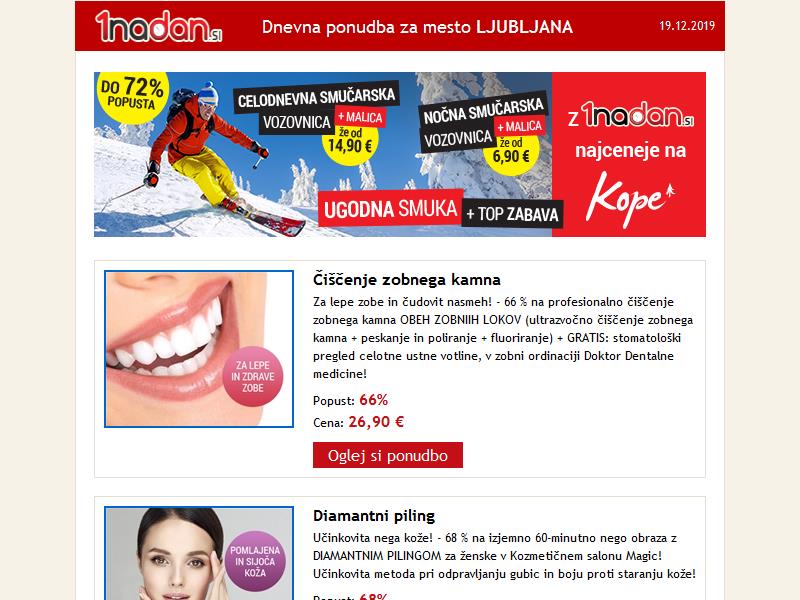 1nadan.si
Dnevna ponudba za mesto LJUBLJANA
19.12.2019
DO 72%
POPUSTA
CELODNEVNA SMUČARSKA
VOZOVNICA + MALICA
že od
14,90 €
NOČNA SMUČARSKA
VOZOVNICA + MALICA
že od
6,90 €
UGODNA SMUKA + TOP ZABAVA
z 1nadan.si
najceneje na
Kope
ZA LEPE
IN ZDRAVE
ZOBE
Čiščenje zobnega kamna
Za lepe zobe in čudovit nasmeh! - 66 % na profesionalno čiščenje
zobnega kamna OBEH ZOBNIIH LOKOV (ultrazvočno čiščenje zobnega
kamna + peskanje in poliranje + fluoriranje) + GRATIS: stomatološki
pregled celotne ustne votline, v zobni ordinaciji Doktor Dentalne
medicine!
Popust: 66%
Cena: 26,90 €
Oglej si ponudbo
POMLAJENA
IN SIJOČA
KOŽA
Diamantni piling
Učinkovita nega kože! - 68 % na izjemno 60-minutno nego obraza z
DIAMANTNIM PILINGOM za ženske v Kozmetičnem salonu Magic!
Učinkovita metoda pri odpravljanju gubic in boju proti staranju kože!
Popust: 68%